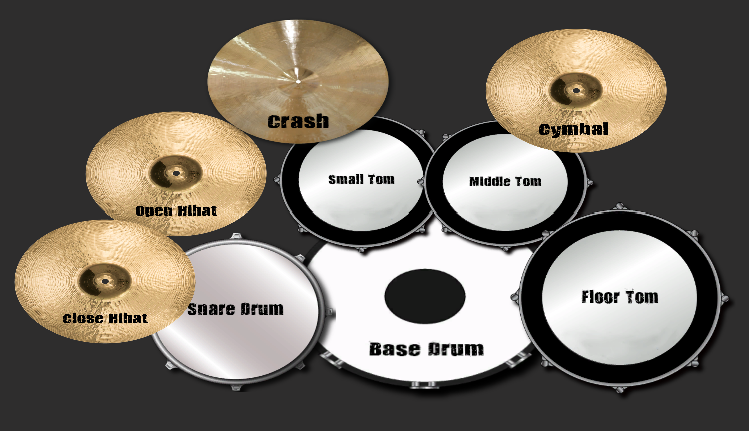 Crash
Cymbal
Small Tom
Middle Tom
Open Hihat
Close Hihat
Snare Drum
Floor Tom
Base Drum